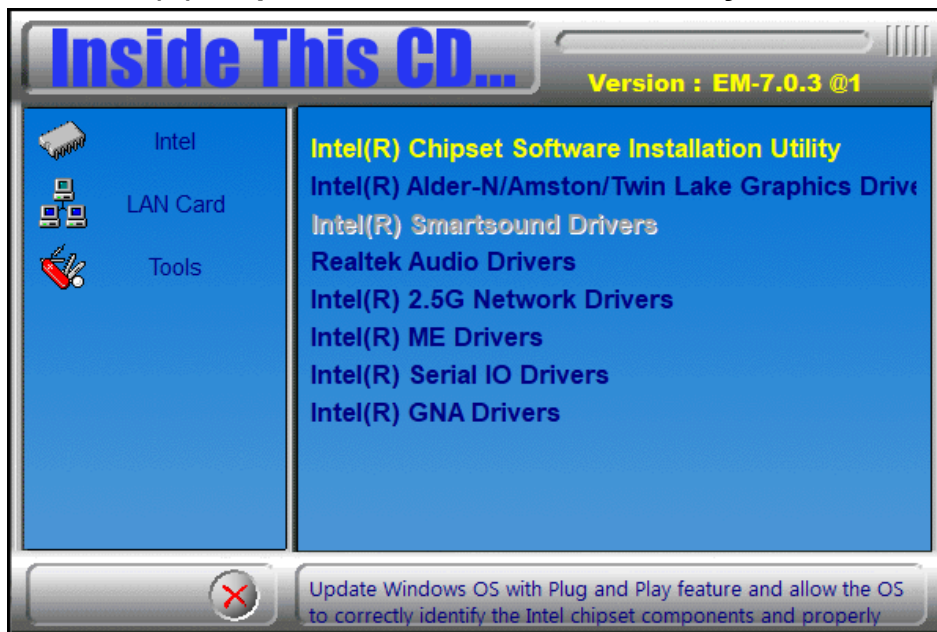 Inside This CD...
Version : EM-7.0.3 @1
Intel
LAN Card
Tools
Intel(R) Chipset Software Installation Utility
Intel(R) Alder-N/Amston/Twin Lake Graphics Drive
Intel(R) Smartsound Drivers
Realtek Audio Drivers
Intel(R) 2.5G Network Drivers
Intel(R) ME Drivers
Intel(R) Serial IO Drivers
Intel(R) GNA Drivers
Update Windows OS with Plug and Play feature and allow the OS
to correctly identify the Intel chipset components and properly